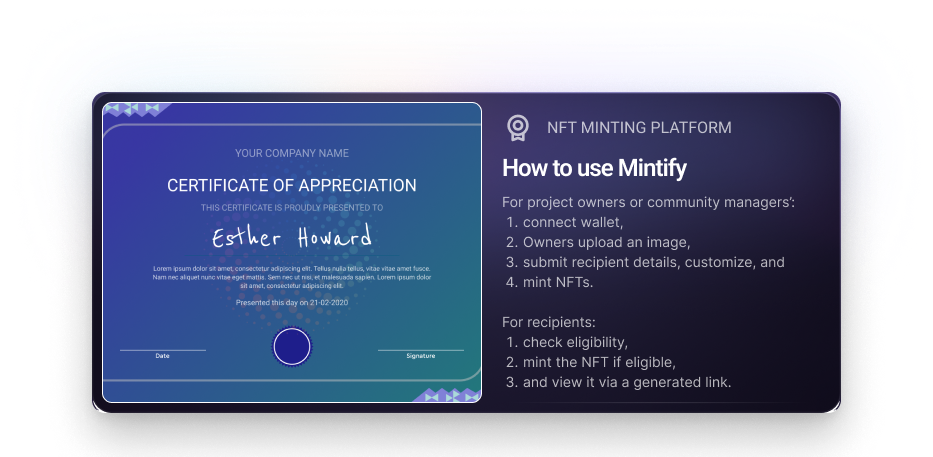 YOUR COMPANY NAME
CERTIFICATE OF APPRECIATION
THIS CERTIFICATE IS PROUDLY PRESENTED TO
Esther Howard
Lorem ipsum dolor sit amet, consectetur adipiscing elit. Tellus nulla tellus, vitae vitae amet fusce.
Nam nec aliquet nunc vitae eget mattis. Sem nec ut nisi, et malesuada sapien. Lorem ipsum dolor
sit amet, consectetur adipiscing elit.
Presented this day on 21-02-2020
Date
Signature
NFT MINTING PLATFORM
How to use Mintify
For project owners or community managers’:
1. connect wallet,
2. Owners upload an image,
3. submit recipient details, customize, and
4. mint NFTs.
For recipients:
1. check eligibility,
2. mint the NFT if eligible,
3. and view it via a generated link.